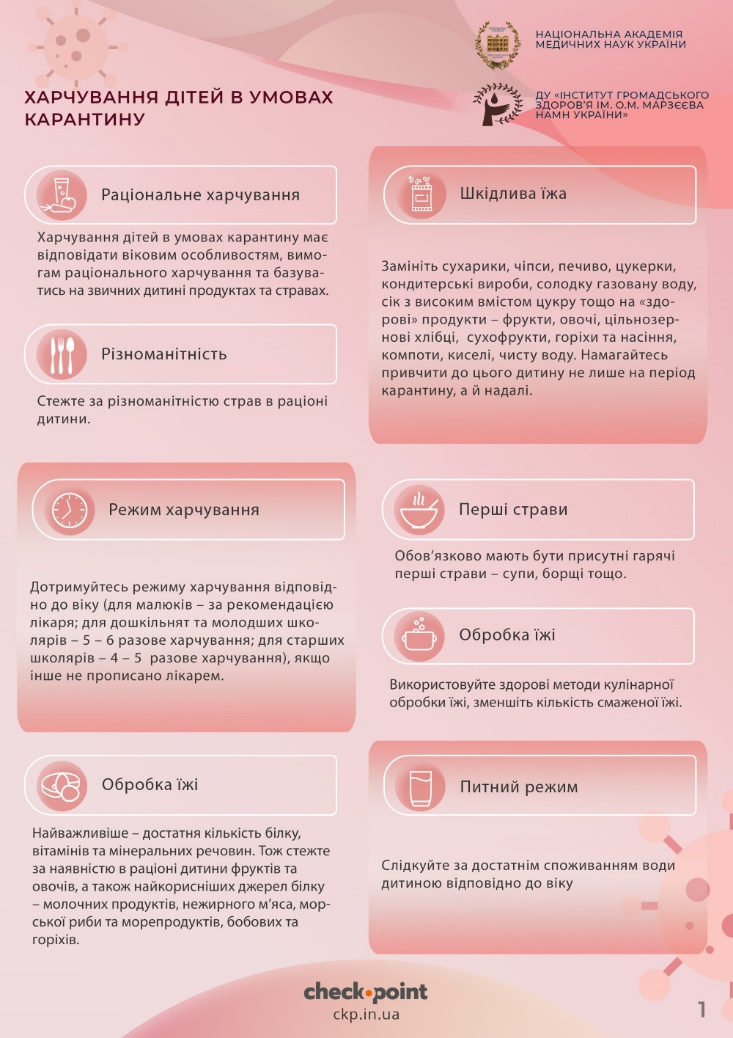 НАЦІОНАЛЬНА АКАДЕМІЯ
МЕДИЧНИХ НАУК УКРАЇНИ
ХАРЧУВАННЯ ДІТЕЙ В УМОВАХ
КАРАНТИНУ
ДУ «ІНСТИТУТ ГРОМАДСЬКОГО
ЗДОРОВ'Я ІМ. О.М. МАРЗЄЄВА
НАМН УКРАЇНИ»
Раціональне харчування
Харчування дітей в умовах карантину має
відповідати віковим особливостям, вимо-
гам раціонального харчування та базува-
тись на звичних дитині продуктах та стравах.
Різноманітність
Стежте за різноманітністю страв в раціоні
дитини.
Шкідлива їжа
Замініть сухарики, чіпси, печиво, цукерки,
кондитерські вироби, солодку газовану воду,
сік з високим вмістом цукру тощо на «здо-
рові» продукти – фрукти, овочі, цільнозер-
нові хлібці, сухофрукти, горіхи та насіння,
компоти, киселі, чисту воду. Намагайтесь
привчити до цього дитину не лише на період
карантину, а й надалі.
Режим харчування
Дотримуйтесь режиму харчування відповід-
но до віку (для малюків – за рекомендацією
лікаря; для дошкільнят та молодших шко-
лярів – 5 – 6 разове харчування; для старших
школярів – 4 – 5 разове харчування), якщо
інше не прописано лікарем.
Перші страви
Обов'язково мають бути присутні гарячі
перші страви – супи, борщі тощо.
Обробка їжі
Використовуйте здорові методи кулінарної
обробки їжі, зменшіть кількість смаженої їжі.
Обробка їжі
Найважливіше – достатня кількість білку,
вітамінів та мінеральних речовин. Тож стежте
за наявністю в раціоні дитини фруктів та
овочів, а також найкорисніших джерел білку
– молочних продуктів, нежирного м'яса, мор-
ської риби та морепродуктів, бобових та
горіхів.
Питний режим
Слідкуйте за достатнім споживанням води
дитиною відповідно до віку
check•point
ckp.in.ua
1